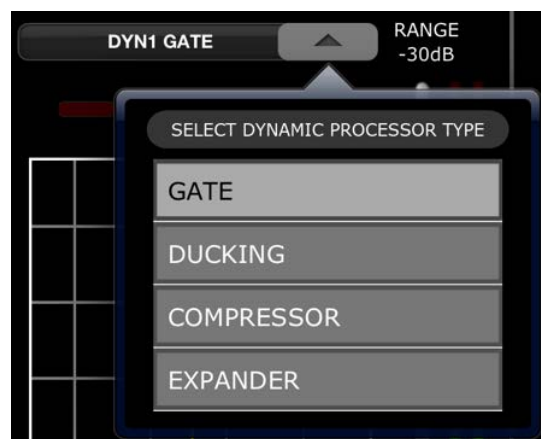 DYN1 GATE
RANGE
-30dB
SELECT DYNAMIC PROCESSOR TYPE
GATE
DUCKING
COMPRESSOR
EXPANDER